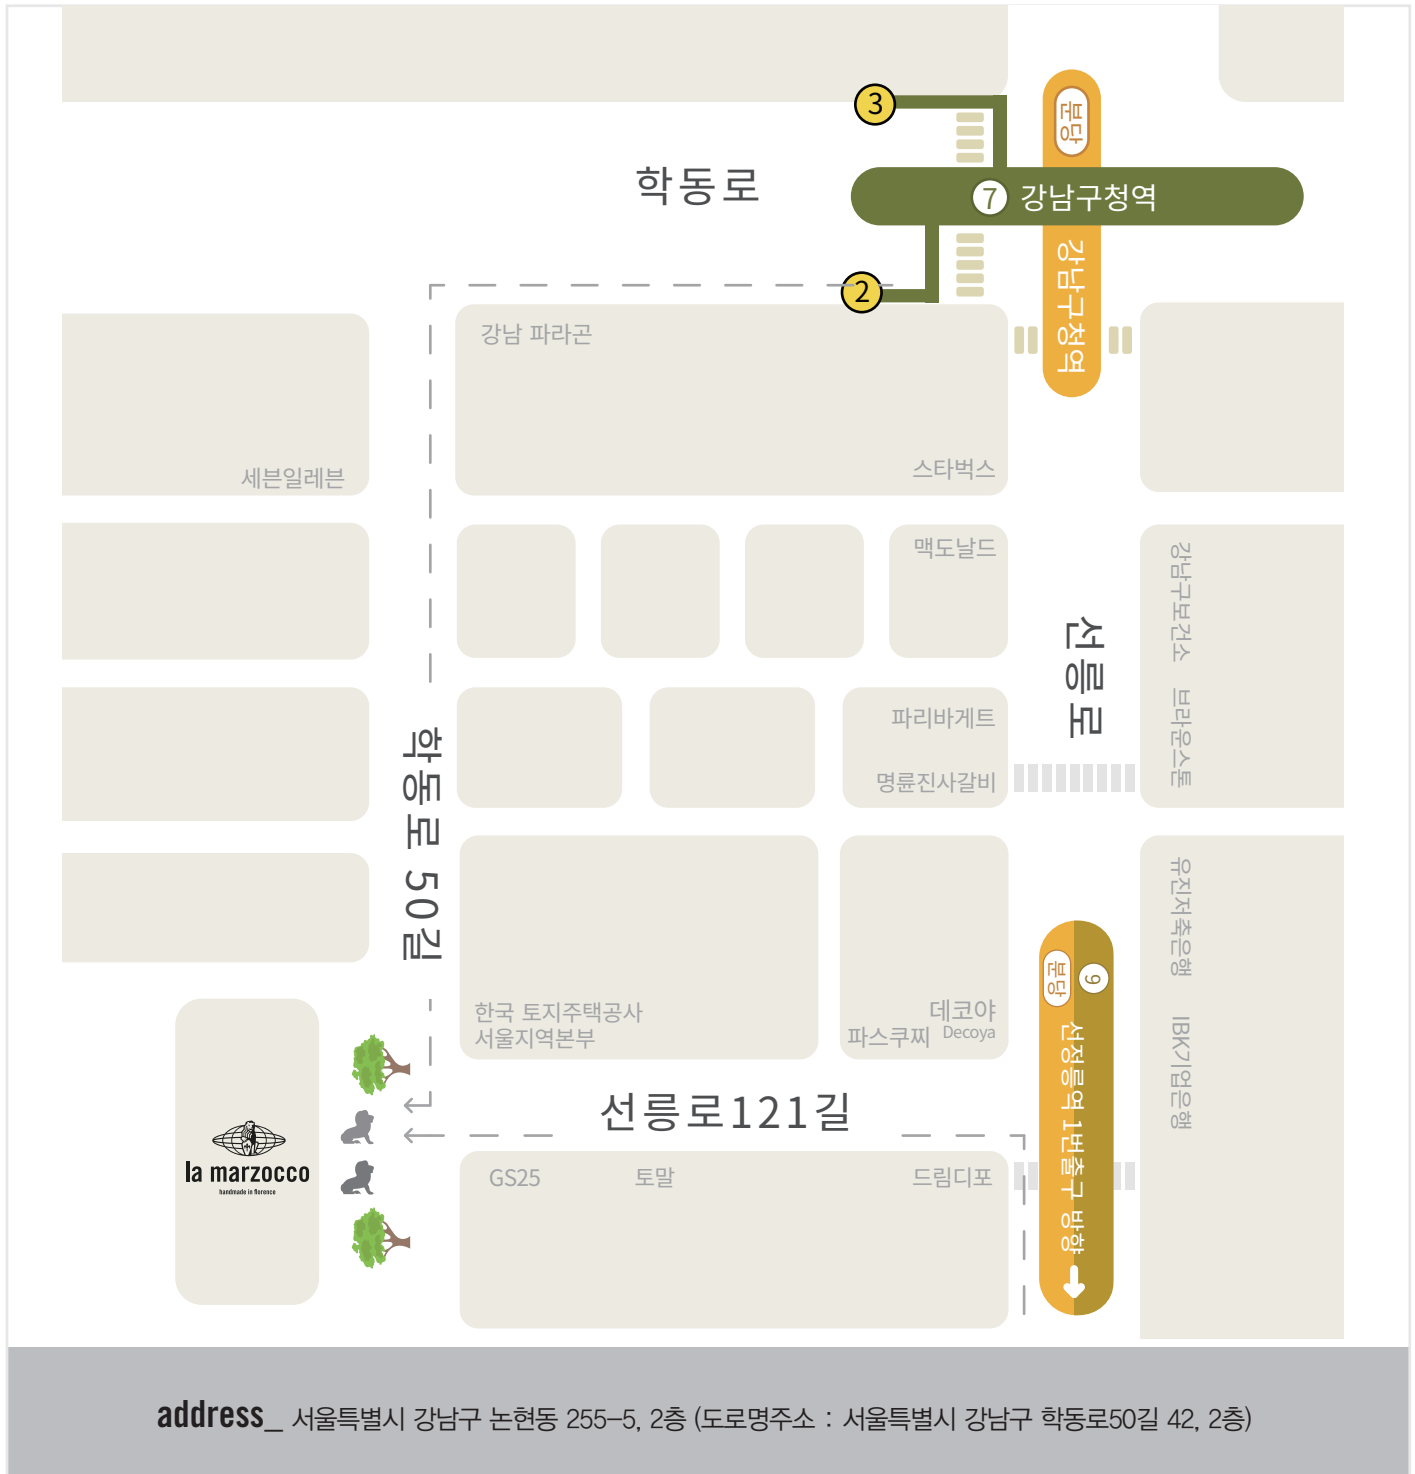 3
분당
학동로
7 강남구청역
강남구청역
2
강남 파라곤
세븐일레븐
스타벅스
맥도날드
강남구보건소
브라운스톤
선릉로
파리바게트
명륜진사갈비
학동로 50길
유진저축은행
IBK기업은행
한국 토지주택공사
서울지역본부
데코야
Decoya
파스쿠찌
9
분당
선정릉역 1번출구 방향
선릉로121길
la marzocco
handmade in florence
GS25
토말
드림디포
address_ 서울특별시 강남구 논현동 255-5, 2층 (도로명주소 : 서울특별시 강남구 학동로50길 42, 2층)